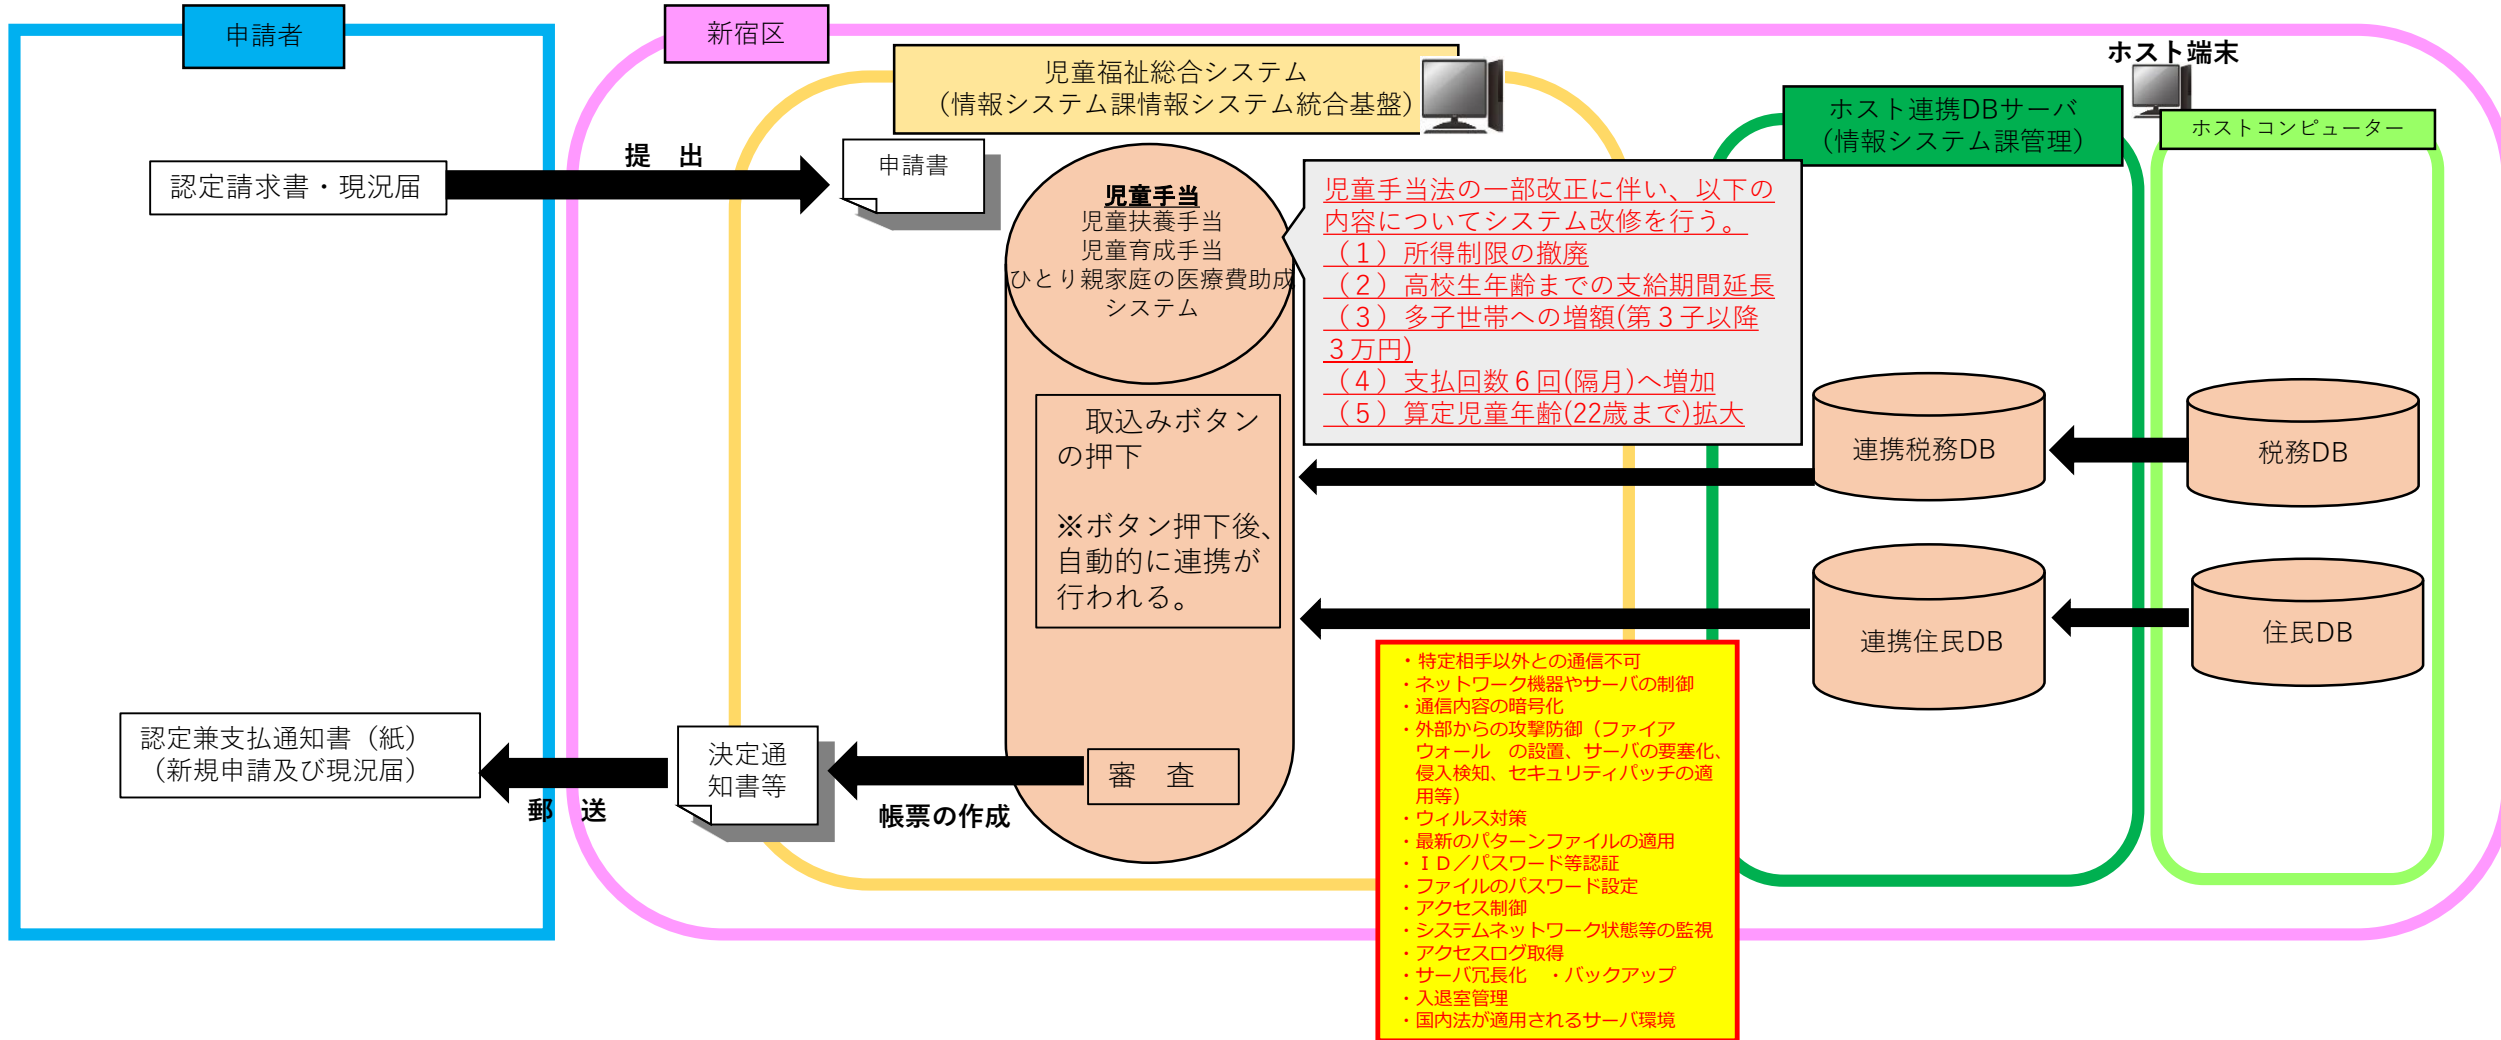 申請者
新宿区
児童福祉総合システム
（情報システム課情報システム統合基盤）
ホスト端末
ホスト連携DBサーバ
（情報システム課管理）
ホストコンピューター
提　出
認定請求書・現況届
申請書
児童手当
児童扶養手当
児童育成手当
ひとり親家庭の医療費助成
システム
児童手当法の一部改正に伴い、以下の
内容についてシステム改修を行う。
（１）所得制限の撤廃
（２）高校生年齢までの支給期間延長
（３）多子世帯への増額(第３子以降
３万円)
（４）支払回数６回(隔月)へ増加
（５）算定児童年齢(22歳まで)拡大
取込みボタン
の押下
※ボタン押下後、
自動的に連携が
行われる。
連携税務DB
税務DB
連携住民DB
住民DB
・特定相手以外との通信不可
・ネットワーク機器やサーバの制御
・通信内容の暗号化
・外部からの攻撃防御（ファイア
ウォール　の設置、サーバの要塞化、
侵入検知、セキュリティパッチの適
用等）
・ウィルス対策
・最新のパターンファイルの適用
・ＩＤ／パスワード等認証
・ファイルのパスワード設定
・アクセス制御
・システムネットワーク状態等の監視
・アクセスログ取得
・サーバ冗長化　・バックアップ
・入退室管理
・国内法が適用されるサーバ環境
認定兼支払通知書（紙）
（新規申請及び現況届）
郵　送
決定通
知書等
帳票の作成
審　査